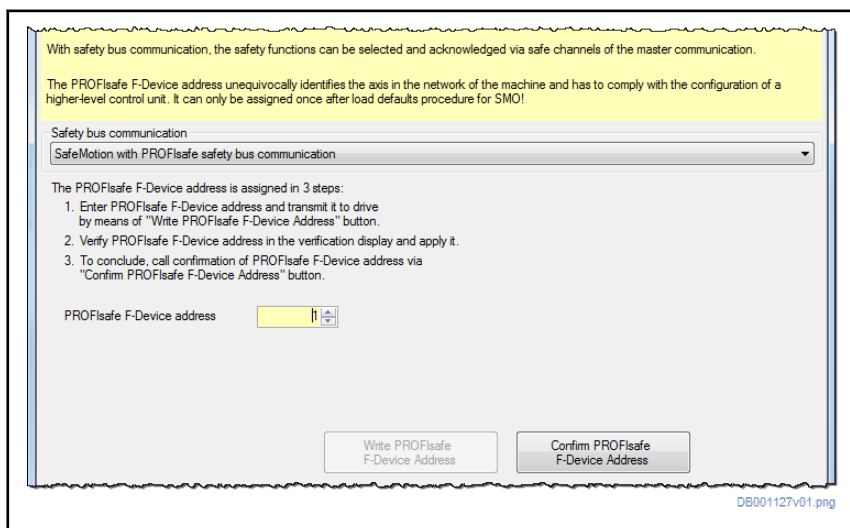 With safety bus communication, the safety functions can be selected and acknowledged via safe channels of the master communication.
The PROFIsafe F-Device address unequivocally identifies the axis in the network of the machine and has to comply with the configuration of a
higher-level control unit. It can only be assigned once after load defaults procedure for SMO!
Safety bus communication
SafeMotion with PROFIsafe safety bus communication
The PROFIsafe F-Device address is assigned in 3 steps:
1. Enter PROFIsafe F-Device address and transmit it to drive
by means of "Write PROFIsafe F-Device Address" button.
2. Verify PROFIsafe F-Device address in the verification display and apply it.
3. To conclude, call confirmation of PROFIsafe F-Device address via
"Confirm PROFIsafe F-Device Address" button.
PROFIsafe F-Device address 1
Write PROFIsafe
F-Device Address
Confirm PROFIsafe
F-Device Address
DB001127v01.png